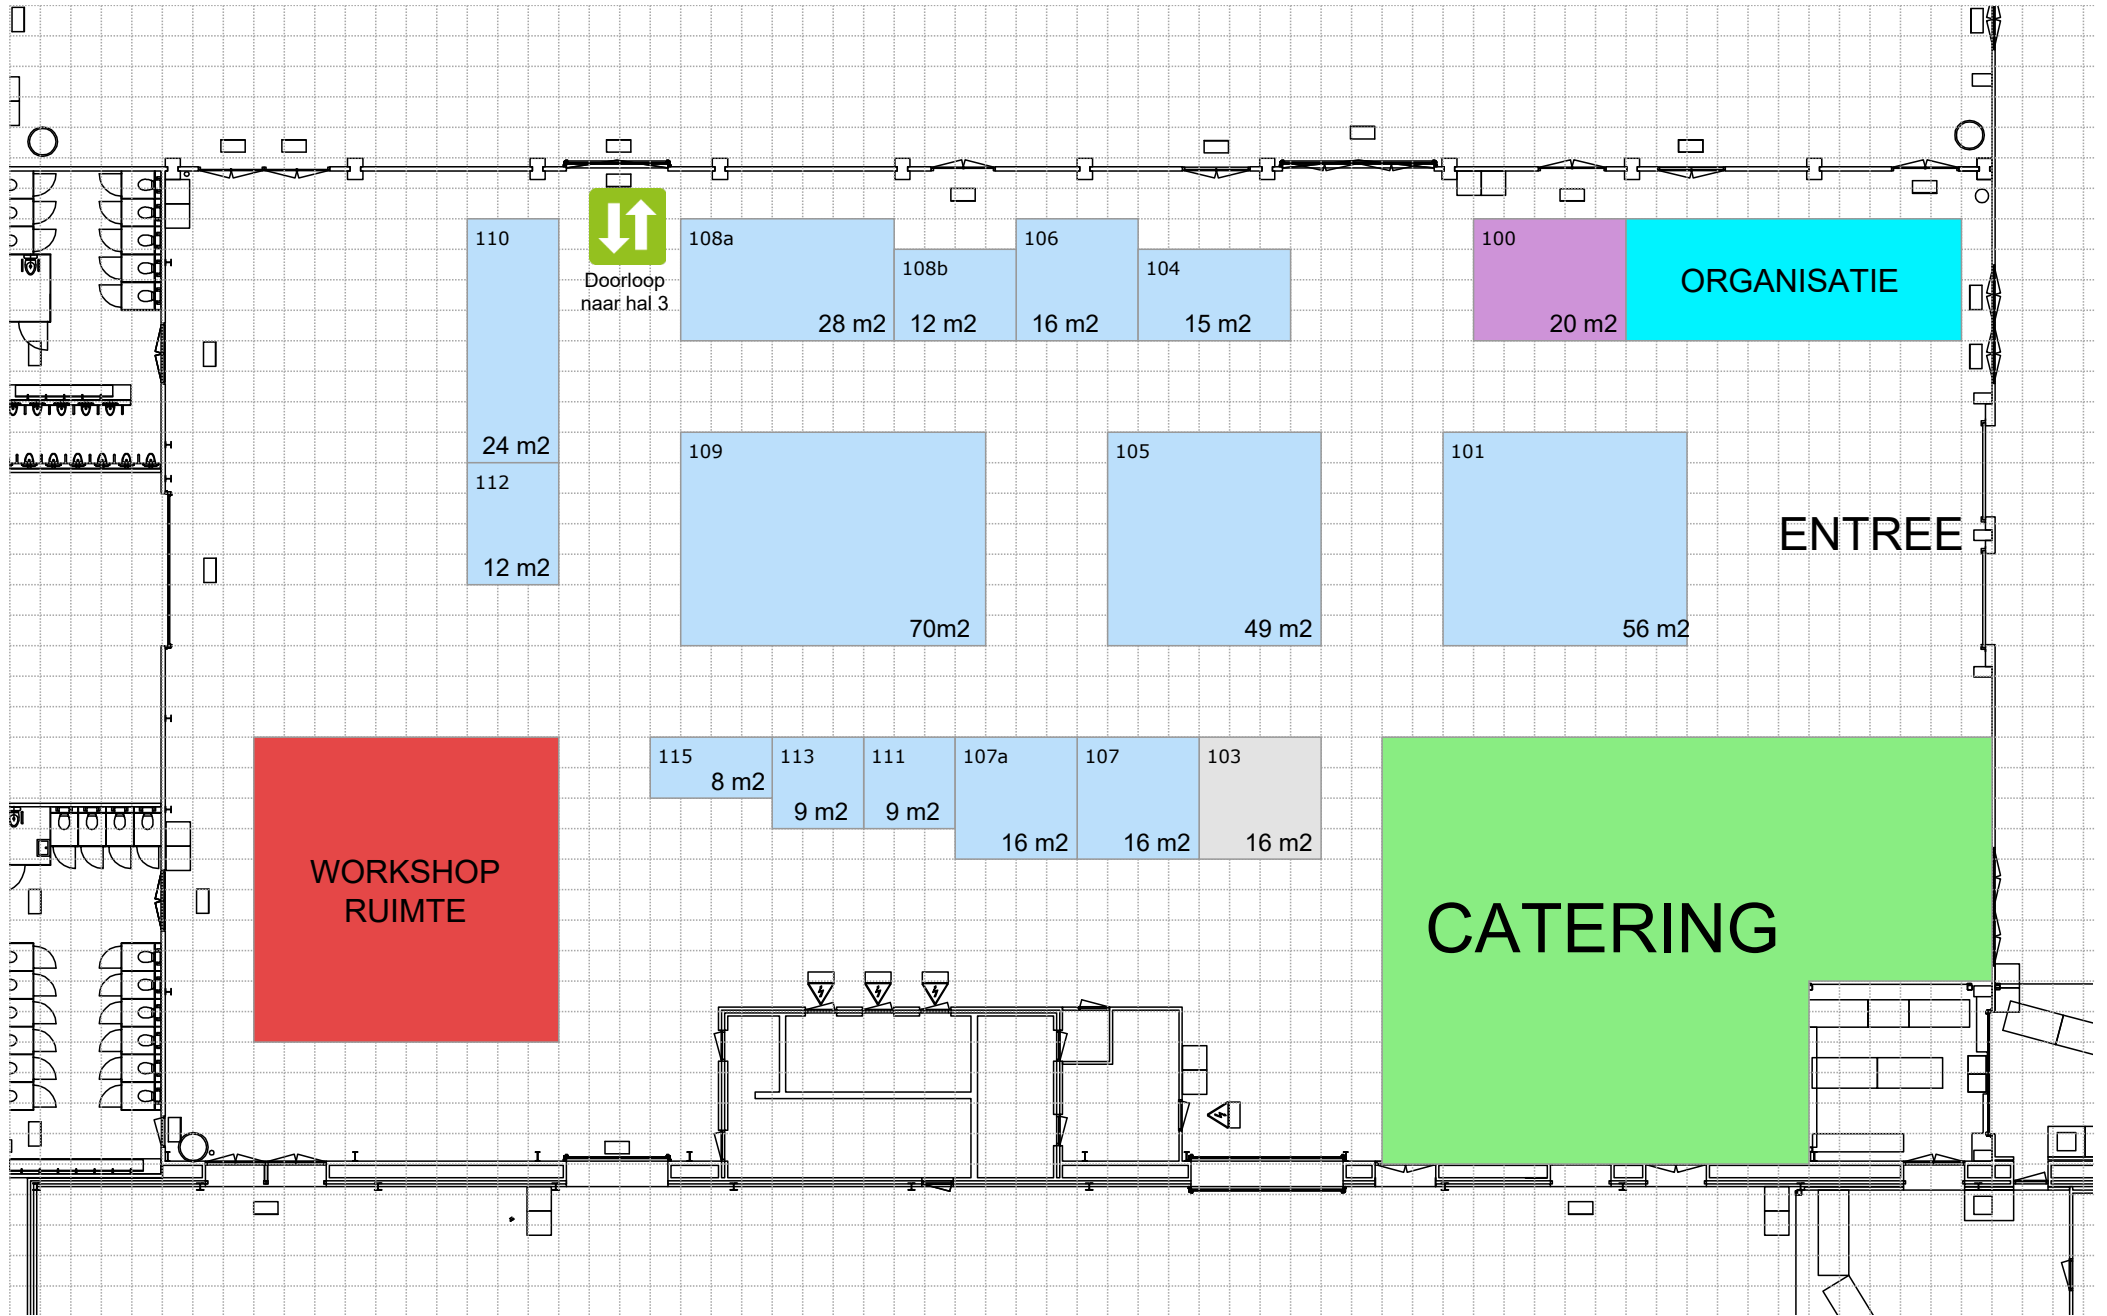 110
Doorloop
naar hal 3
108a
28 m2
108b
12 m2
106
16 m2
104
15 m2
100
20 m2
ORGANISATIE
24 m2
112
12 m2
109
70m2
105
49 m2
101
56 m2
ENTREE
WORKSHOP
RUIMTE
115
8 m2
113
9 m2
111
9 m2
107a
16 m2
107
16 m2
103
16 m2
CATERING